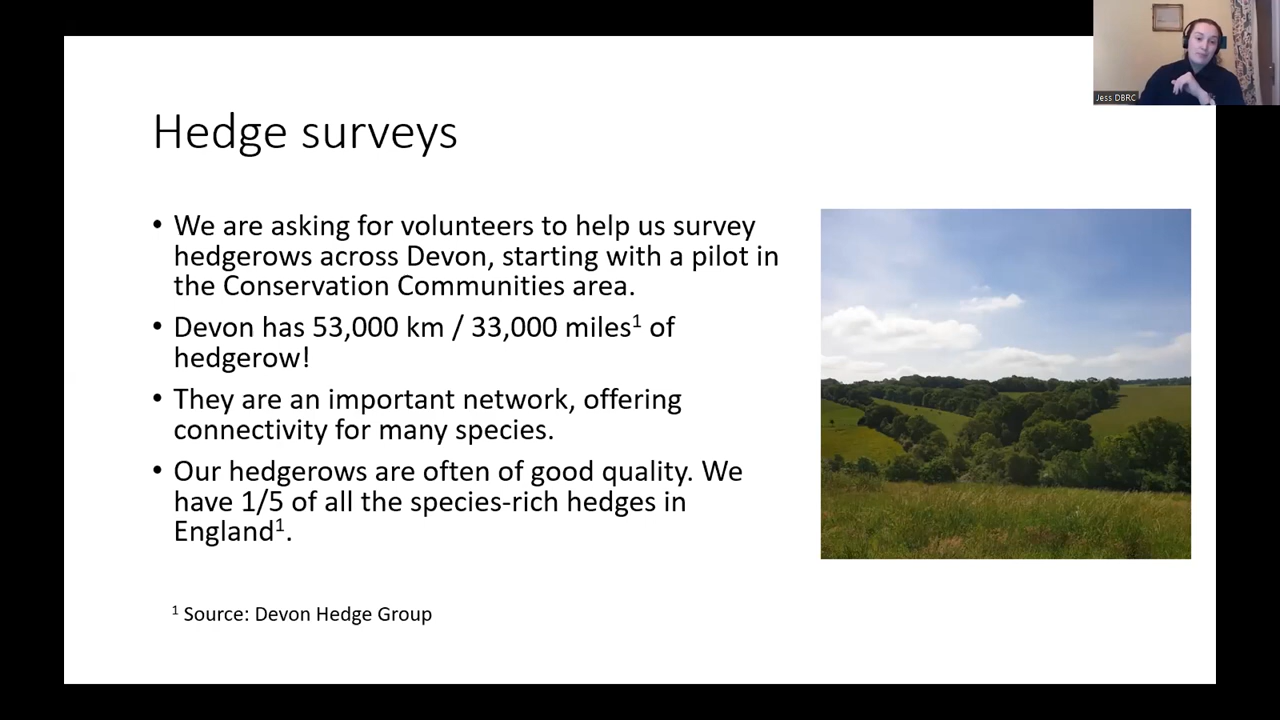 Jess DBRC
Hedge surveys
• We are asking for volunteers to help us survey
hedgerows across Devon, starting with a pilot in
the Conservation Communities area.
• Devon has 53,000 km / 33,000 miles¹ of
hedgerow!
• They are an important network, offering
connectivity for many species.
• Our hedgerows are often of good quality. We
have 1/5 of all the species-rich hedges in
England¹.
¹ Source: Devon Hedge Group